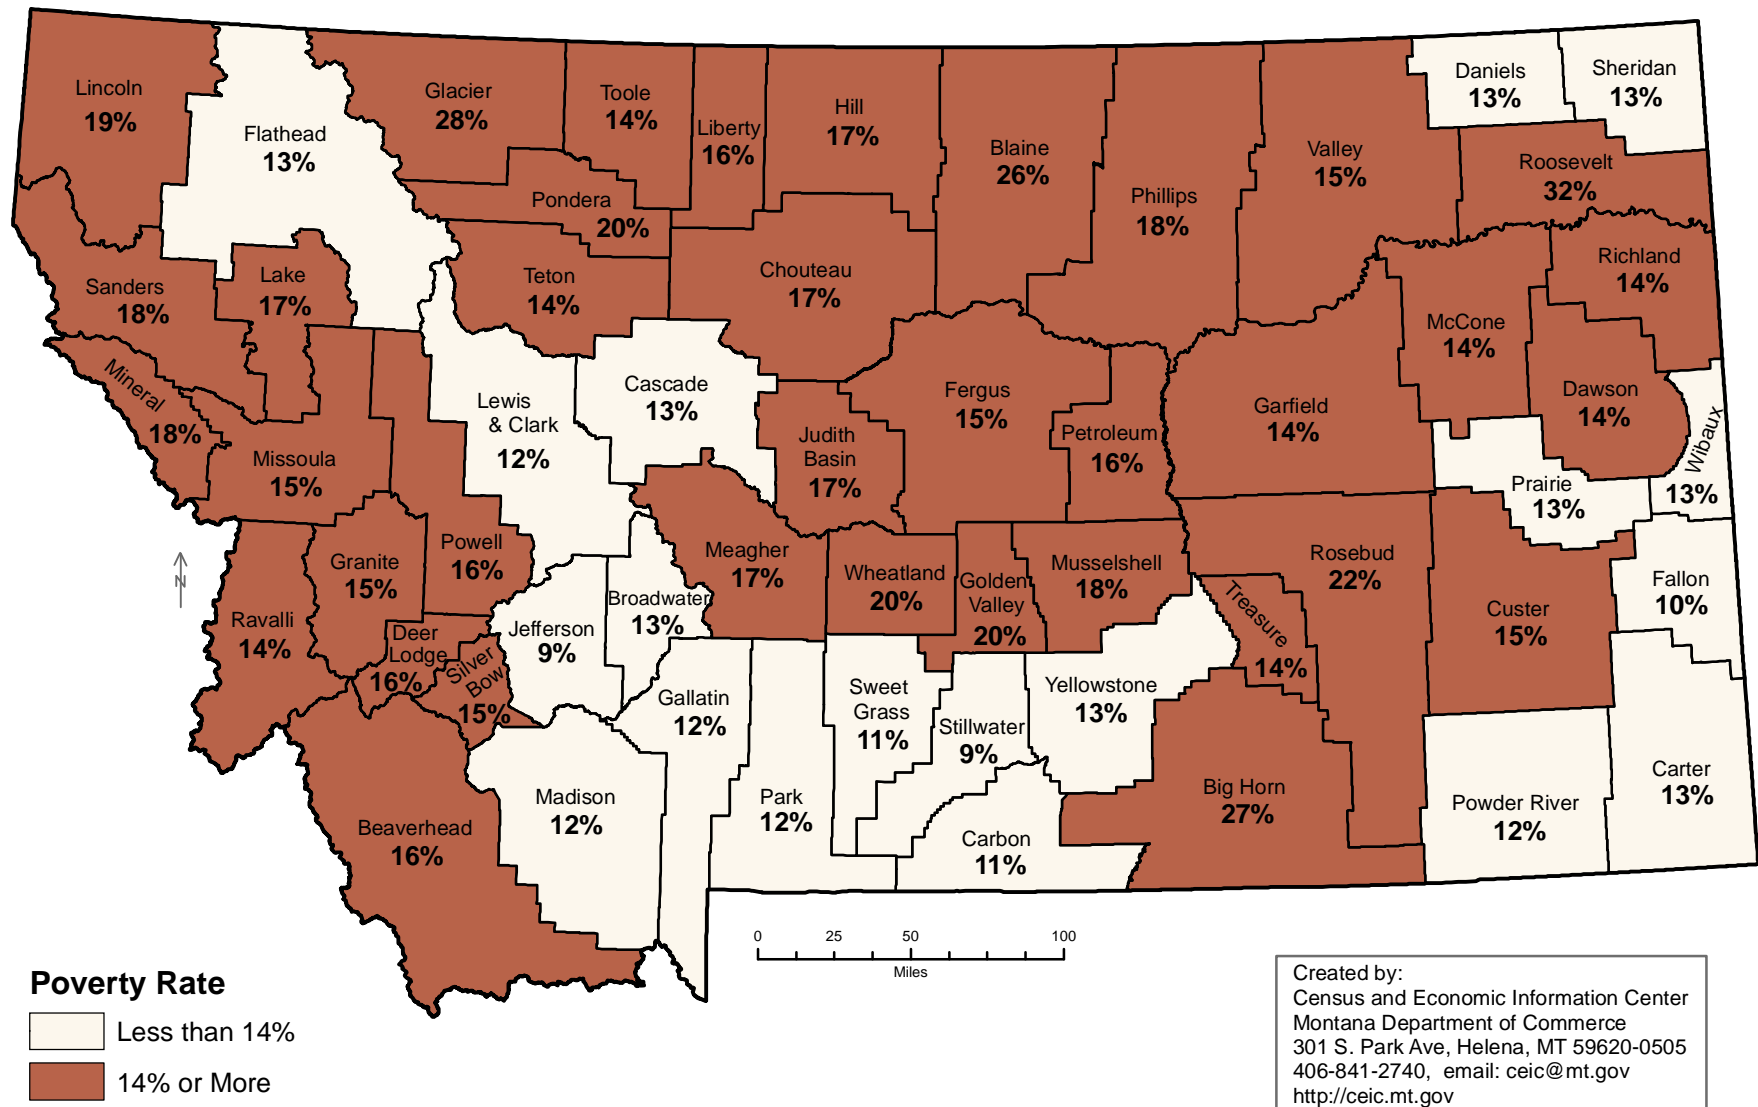 Lincoln
19%
Flathead
13%
Glacier
28%
Toole
14%
Liberty
16%
Hill
17%
Blaine
26%
Phillips
18%
Valley
15%
Daniels
13%
Sheridan
13%
Roosevelt
32%
Pondera
20%
Sanders
18%
Lake
17%
Teton
14%
Chouteau
17%
Richland
14%
McCone
14%
Mineral
18%
Missoula
15%
Lewis
& Clark
12%
Cascade
13%
Judith
Basin
17%
Fergus
15%
Petroleum
16%
Garfield
14%
Dawson
14%
Wibaux
13%
Prairie
13%
Ravalli
14%
Granite
15%
Powell
16%
Meagher
17%
Wheatland
20%
Golden
Valley
20%
Musselshell
18%
Treasure
14%
Rosebud
22%
Custer
15%
Fallon
10%
Broadwater
13%
Jefferson
9%
Deer
Lodge
16%
Silver
Bow
15%
Gallatin
12%
Sweet
Grass
11%
Stillwater
9%
Yellowstone
13%
Beaverhead
16%
Madison
12%
Park
12%
Carbon
11%
Big Horn
27%
Powder River
12%
Carter
13%
N
0 25 50 100
Miles
Poverty Rate
Less than 14%
14% or More
Created by:
Census and Economic Information Center
Montana Department of Commerce
301 S. Park Ave, Helena, MT 59620-0505
406-841-2740, email: ceic@mt.gov
http://ceic.mt.gov